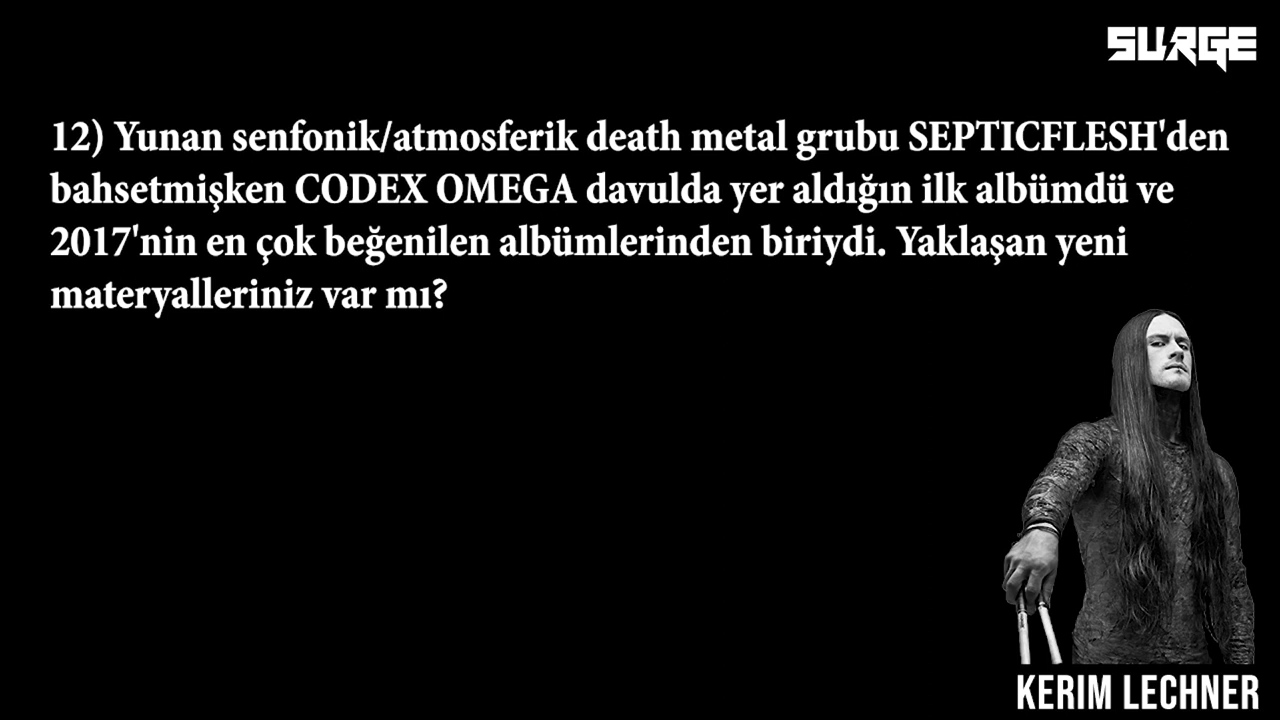 SURGE
12) Yunan senfonik/atmosferik death metal grubu SEPTICFLESH'den
bahsetmişken CODEX OMEGA davulda yer aldığın ilk albümdü ve
2017'nin en çok beğenilen albümlerinden biriydi. Yaklaşan yeni
materyalleriniz var mı?
KERIM LECHNER